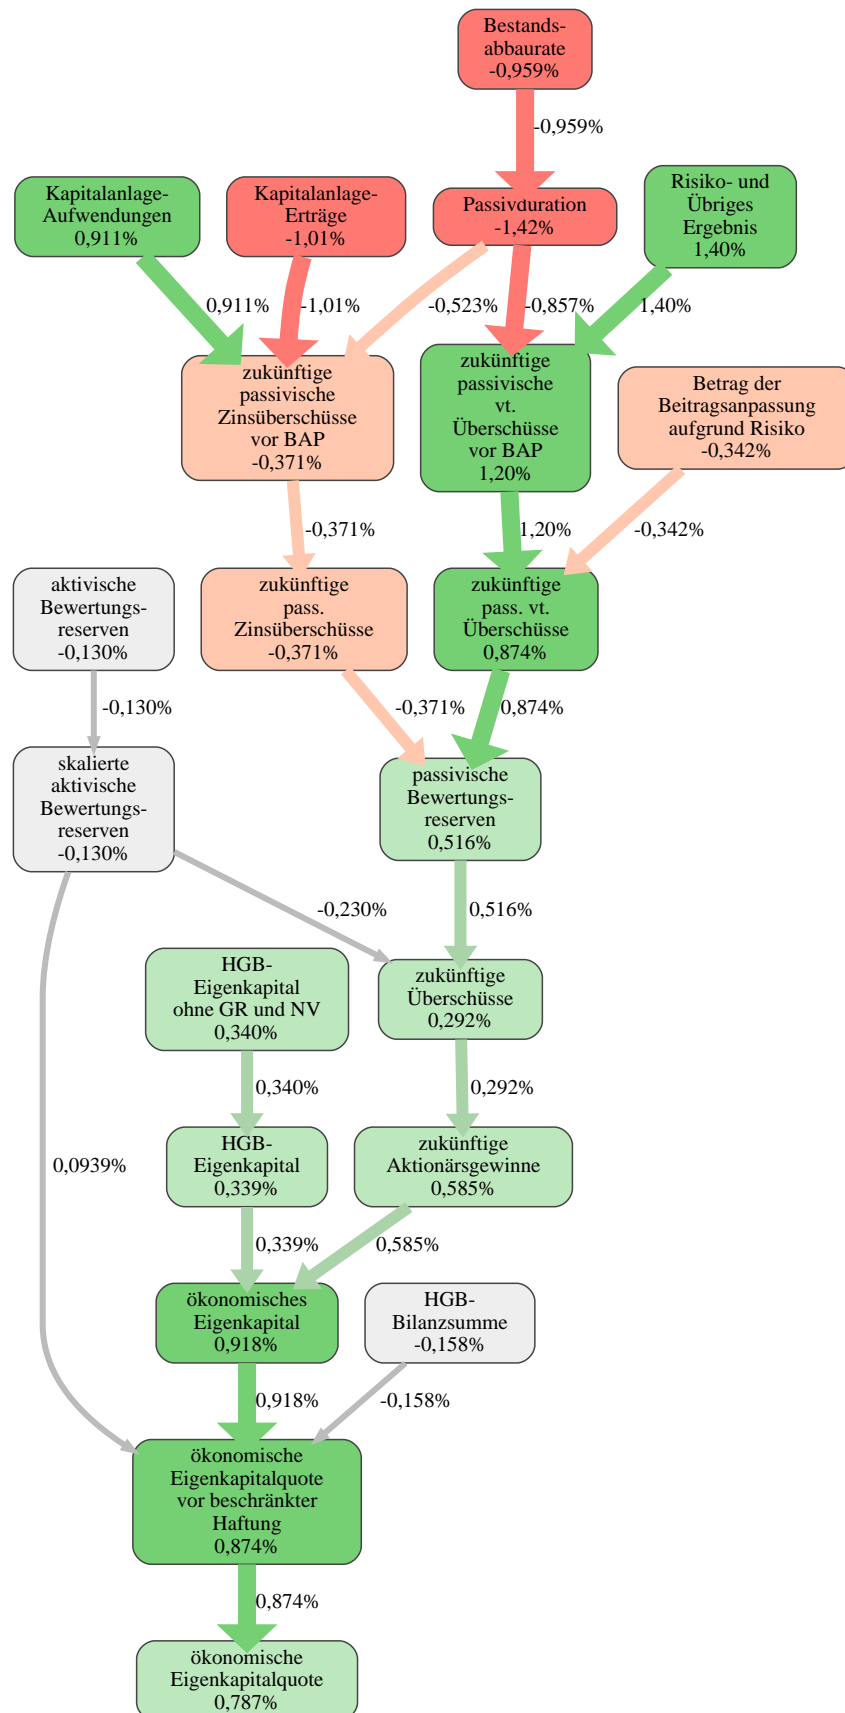 Bestands-
abbaurate
-0,959%
-0,959%
Kapitalanlage-
Aufwendungen
0,911%
Kapitalanlage-
Erträge
-1,01%
Passivduration
-1,42%
Risiko- und
Übriges
Ergebnis
1,40%
0,911%
-1,01%
-0,523%
-0,857%
1,40%
zukünftige
passivische
Zinsüberschüsse
vor BAP
-0,371%
zukünftige
passivische
vt.
Überschüsse
vor BAP
1,20%
Betrag der
Beitragsanpassung
aufgrund Risiko
-0,342%
-0,371%
1,20%
-0,342%
aktivische
Bewertungs-
reserven
-0,130%
zukünftige
pass.
Zinsüberschüsse
-0,371%
zukünftige
pass. vt.
Überschüsse
0,874%
-0,130%
-0,371%
0,874%
skalierte
aktivische
Bewertungs-
reserven
-0,130%
passivische
Bewertungs-
reserven
0,516%
-0,230%
0,516%
HGB-
Eigenkapital
ohne GR und NV
0,340%
zukünftige
Überschüsse
0,292%
0,340%
0,292%
0,0939%
HGB-
Eigenkapital
0,339%
zukünftige
Aktionärsgewinne
0,585%
0,339%
0,585%
ökonomisches
Eigenkapital
0,918%
HGB-
Bilanzsumme
-0,158%
0,918%
-0,158%
ökonomische
Eigenkapitalquote
vor beschränkter
Haftung
0,874%
0,874%
ökonomische
Eigenkapitalquote
0,787%